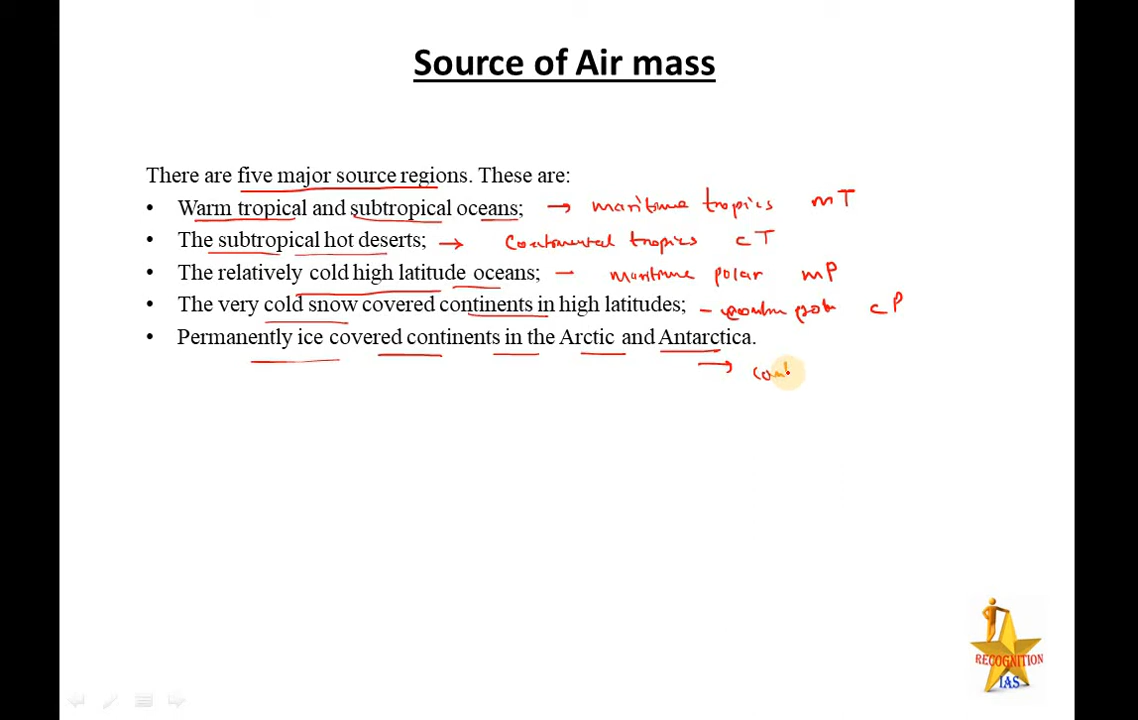 Source of Air mass
There are five major source regions. These are:
• Warm tropical and subtropical oceans; → maritime tropics mT
• The subtropical hot deserts; → Continental tropics cT
• The relatively cold high latitude oceans; – maritime polar mP
• The very cold snow covered continents in high latitudes; – cP
• Permanently ice covered continents in the Arctic and Antarctica.
→
RECOGNITION
IAS